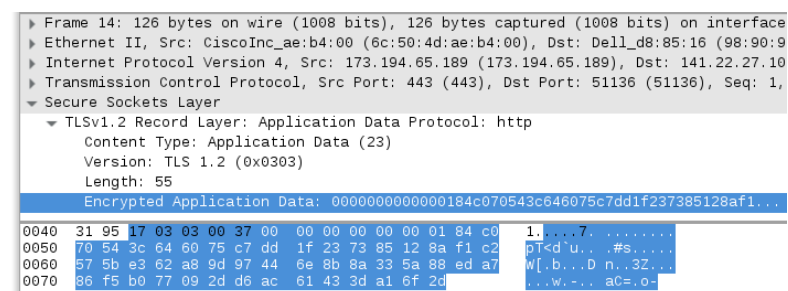 Frame 14: 126 bytes on wire (1008 bits), 126 bytes captured (1008 bits) on interface
Ethernet II, Src: CiscoInc_ae:b4:00 (6c:50:4d:ae:b4:00), Dst: Dell_d8:85:16 (98:90:9
Internet Protocol Version 4, Src: 173.194.65.189 (173.194.65.189), Dst: 141.22.27.10
Transmission Control Protocol, Src Port: 443 (443), Dst Port: 51136 (51136), Seq: 1,
Secure Sockets Layer
TLSv1.2 Record Layer: Application Data Protocol: http
Content Type: Application Data (23)
Version: TLS 1.2 (0x0303)
Length: 55
Encrypted Application Data: 0000000000000184c070543c646075c7dd1f237385128af1...
0040 31 95 17 03 03 00 37 00 00 00 00 00 00 01 84 c0 1.....7. ........
0050 70 54 3c 64 60 75 c7 dd 1f 23 73 85 12 8a f1 c2 pT<d`u.. .#s.....
0060 57 5b e3 62 a8 9d 97 44 6e 8b 8a 33 5a 88 ed a7 W[.b...D n..3Z...
0070 86 f5 b0 77 09 2d d6 ac 61 43 3d a1 6f 2d ...w.-.. aC=.o-